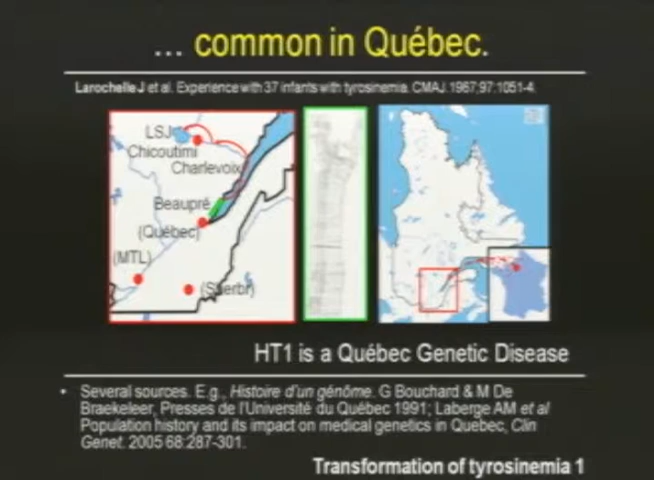 ... common in Québec.
Larochelle J et al. Experience with 37 infants with tyrosinemia. CMAJ. 1967;97:1051-4.
LSJ
Chicoutimi
Charlevoix
Beaupré
(Québec)
(MTL)
(Sherbr)
HT1 is a Québec Genetic Disease
• Several sources. E.g., Histoire d'un génôme. G Bouchard & M De
Braekeleer, Presses de l'Université du Québec 1991; Laberge AM et al
Population history and its impact on medical genetics in Quebec, Clin
Genet. 2005 68:287-301.
Transformation of tyrosinemia 1